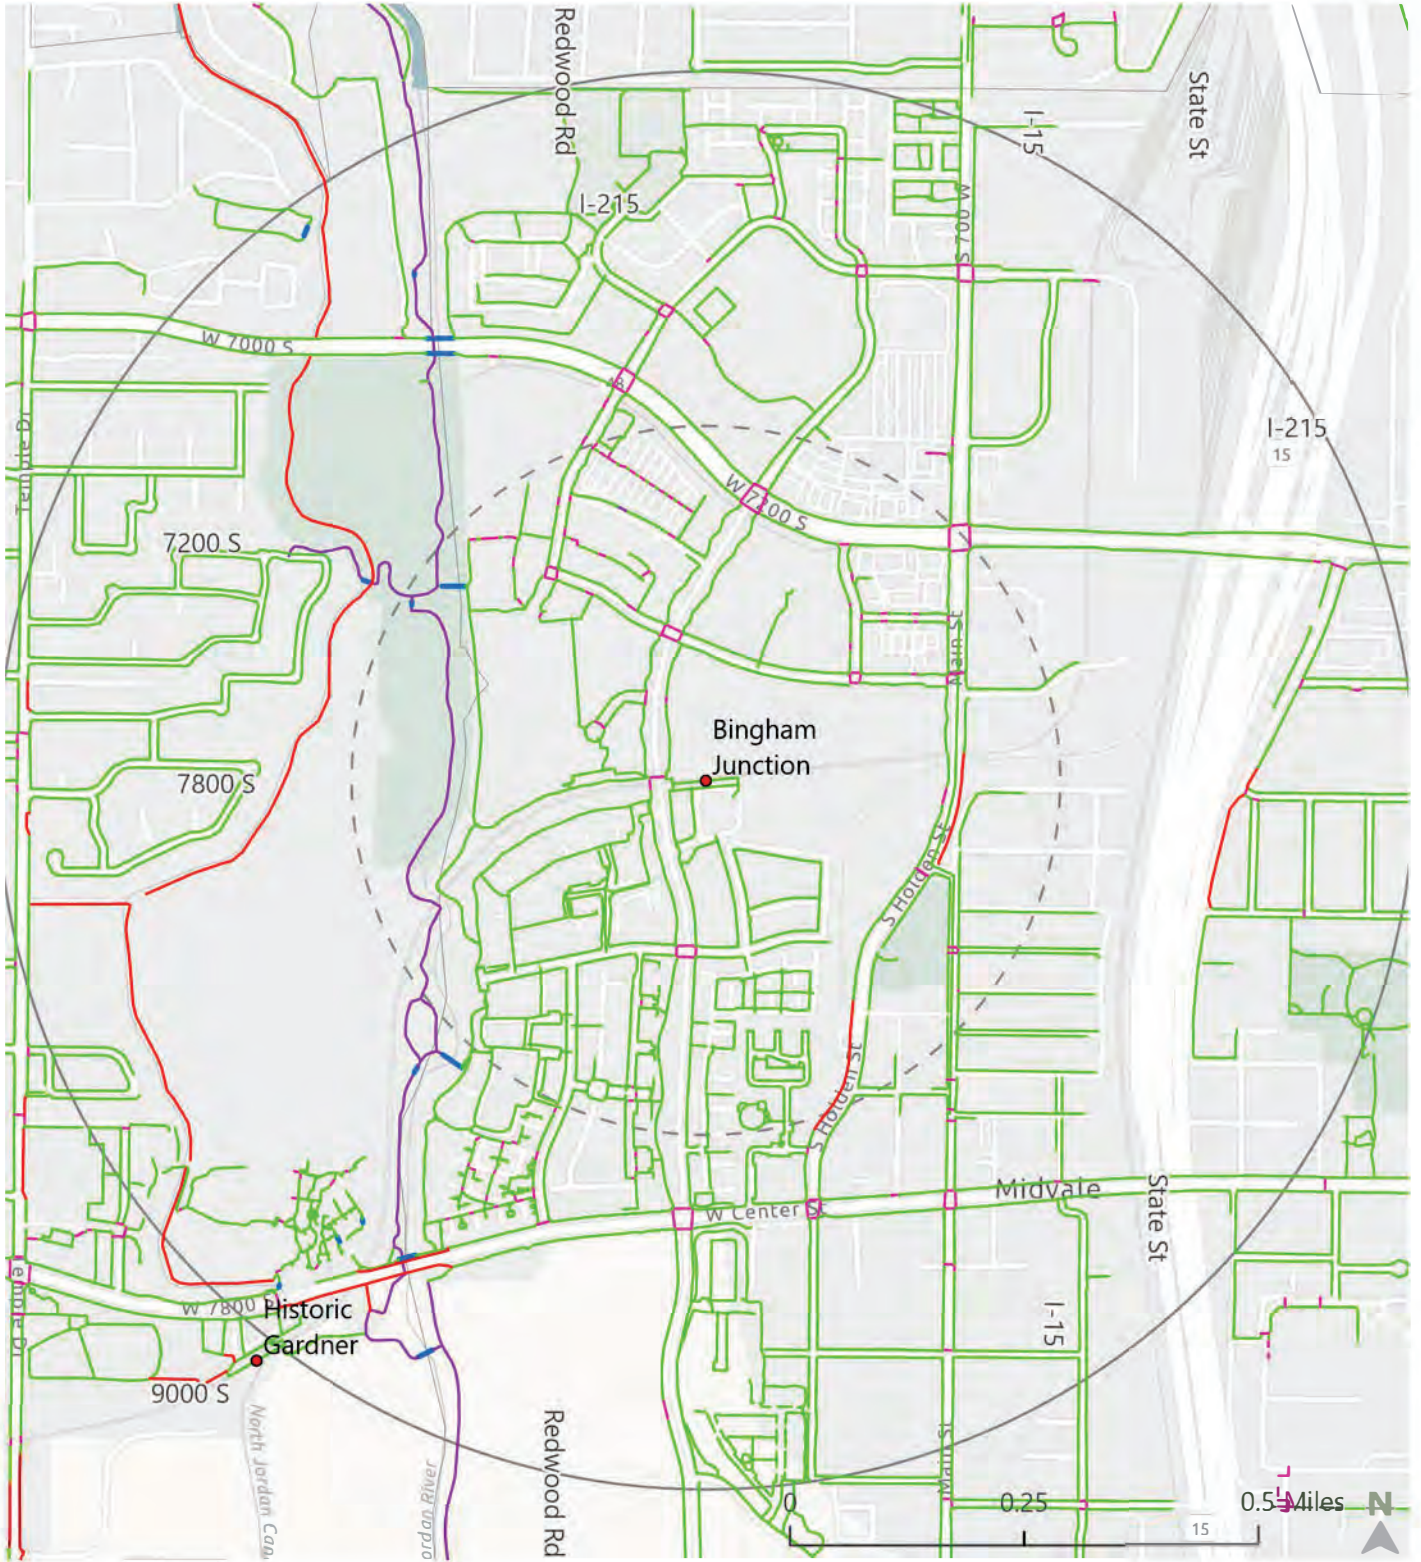 Redwood Rd
State St
I-15
I-215
W 700 S
W 7000 S
I-215
15
Temple Dr
W 7200 S
7200 S
Main St
Bingham
Junction
7800 S
S Holden St
S Holden St
Midvale
State St
W Center St
W 7800
Historic
Gardner
Temple Dr
I-15
9000 S
North Jordan Can
Jordan River
Redwood Rd
Main St
0
0.25
0.5 Miles
N
15